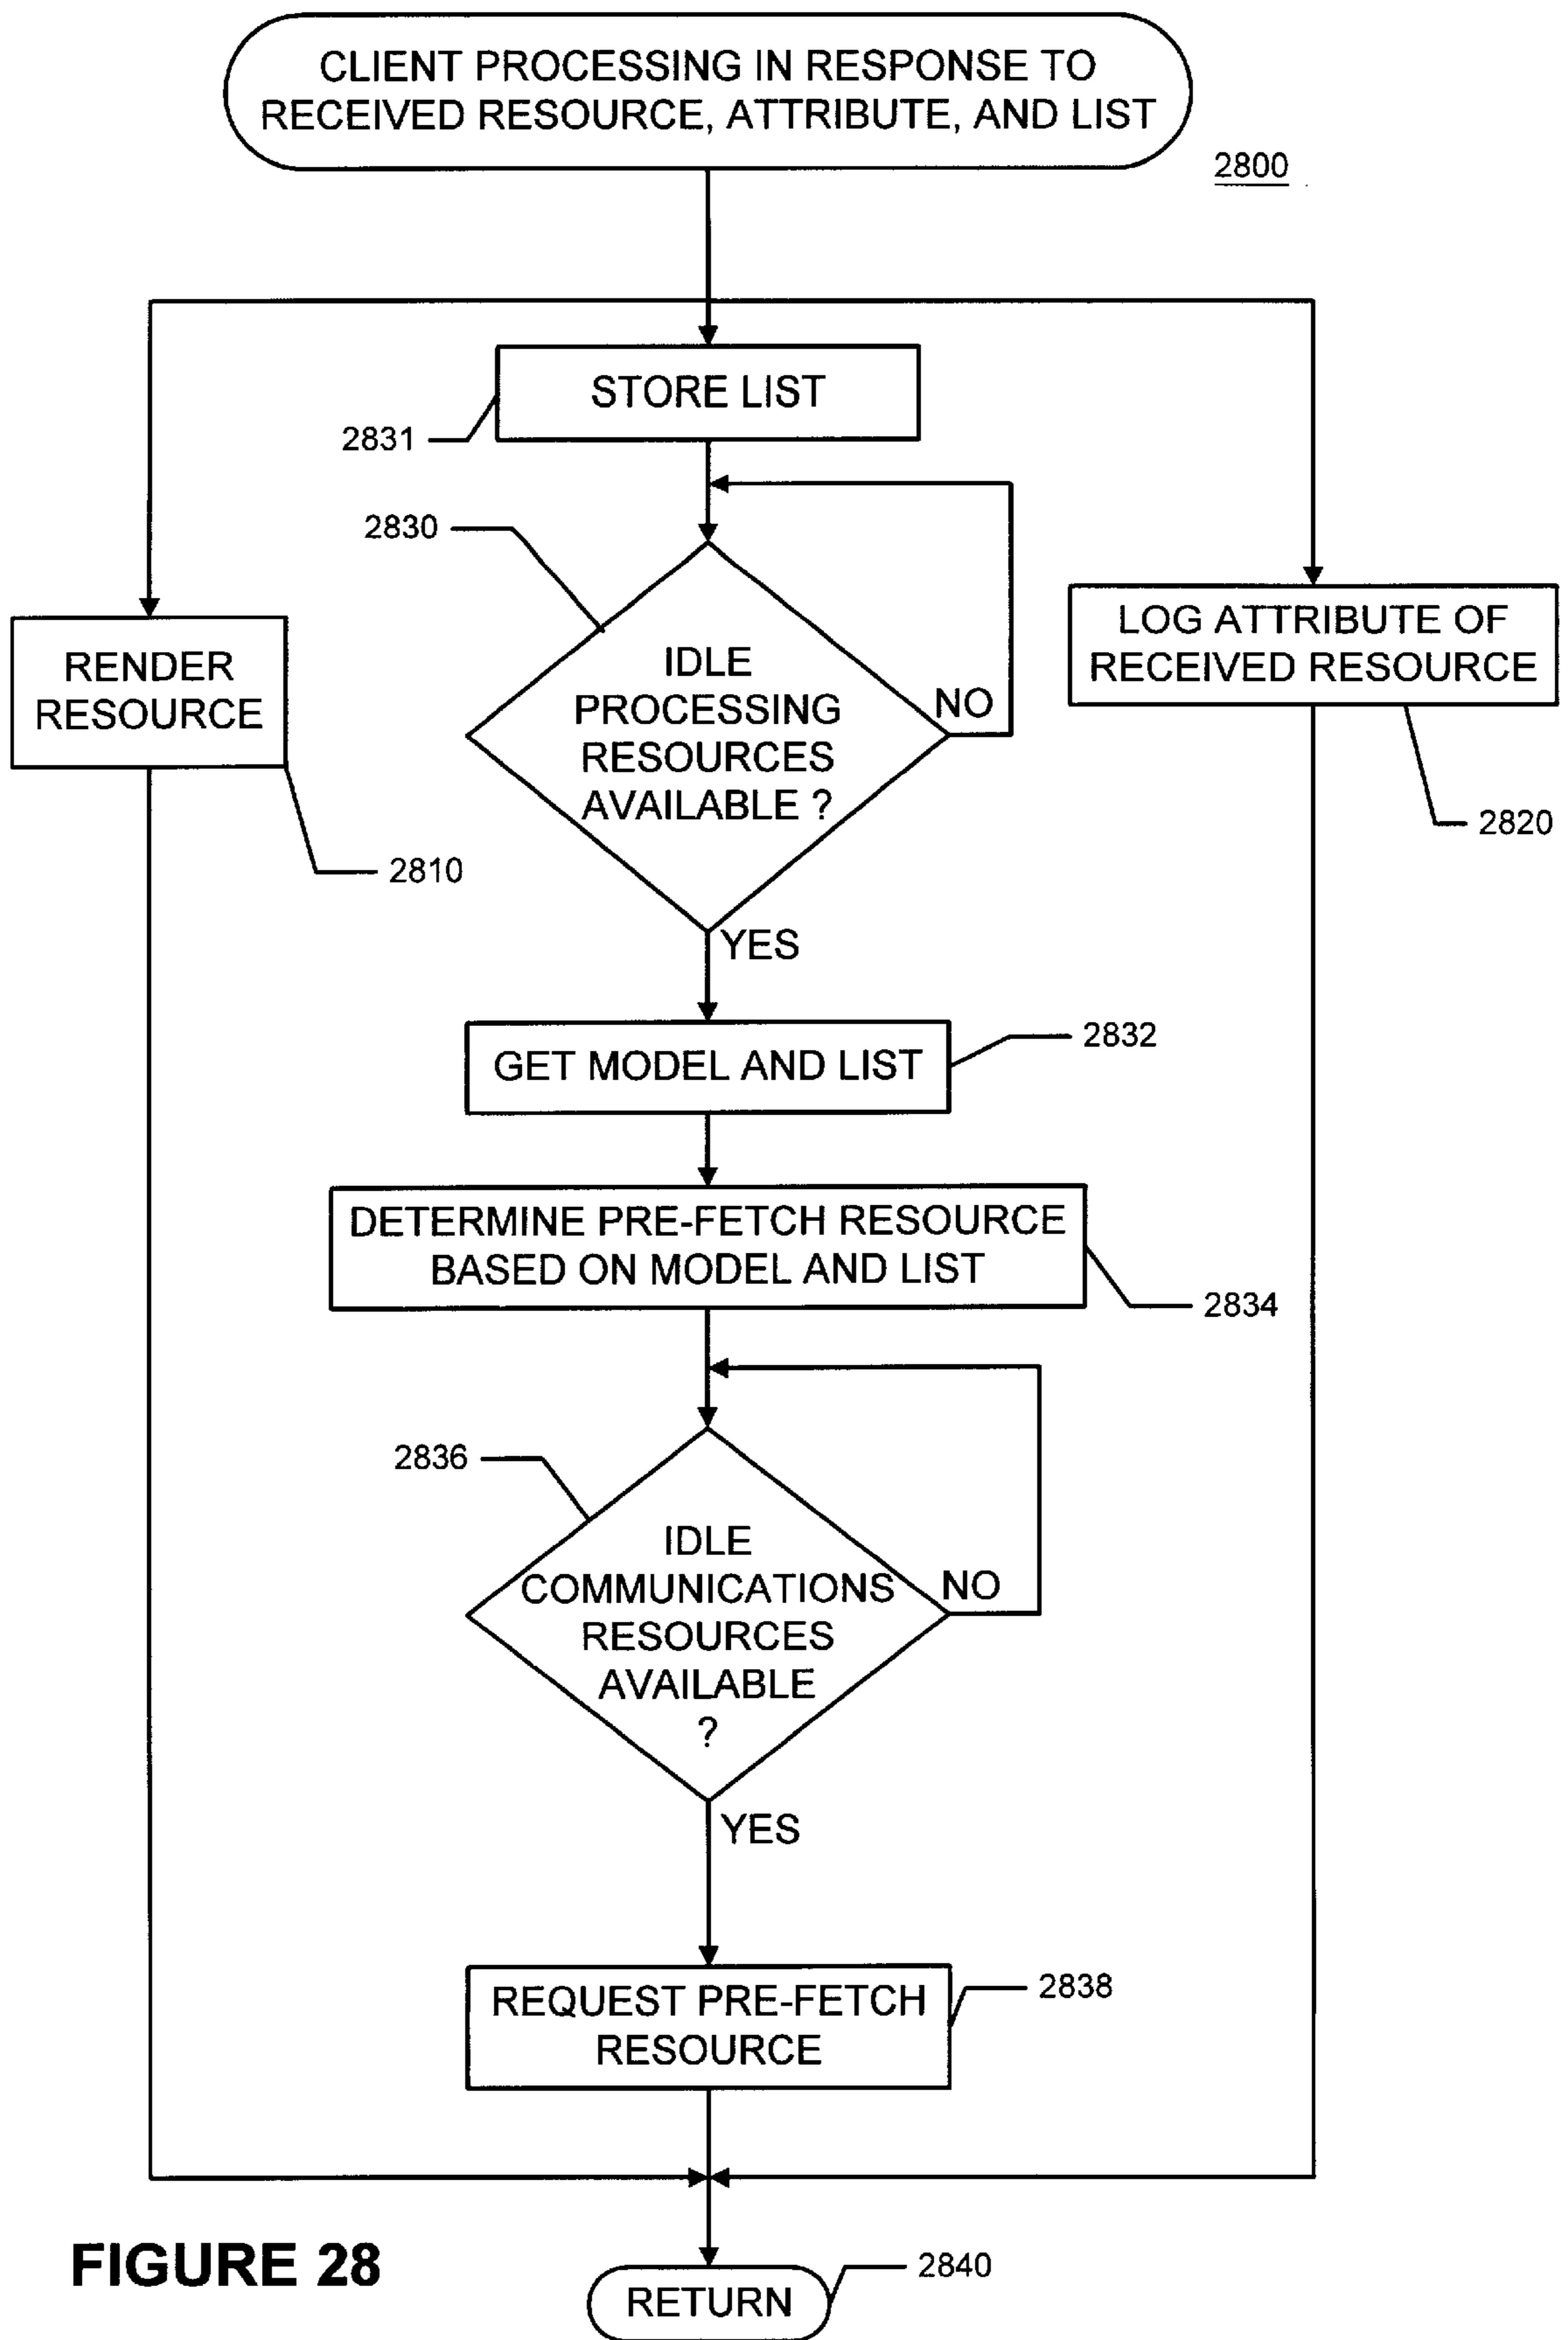 CLIENT PROCESSING IN RESPONSE TO
RECEIVED RESOURCE, ATTRIBUTE, AND LIST
2800
STORE LIST
2831
2830
IDLE
PROCESSING
RESOURCES
AVAILABLE ?
NO
YES
RENDER
RESOURCE
2810
LOG ATTRIBUTE OF
RECEIVED RESOURCE
2820
GET MODEL AND LIST
2832
DETERMINE PRE-FETCH RESOURCE
BASED ON MODEL AND LIST
2834
2836
IDLE
COMMUNICATIONS
RESOURCES
AVAILABLE
?
NO
YES
REQUEST PRE-FETCH
RESOURCE
2838
FIGURE 28
RETURN
2840